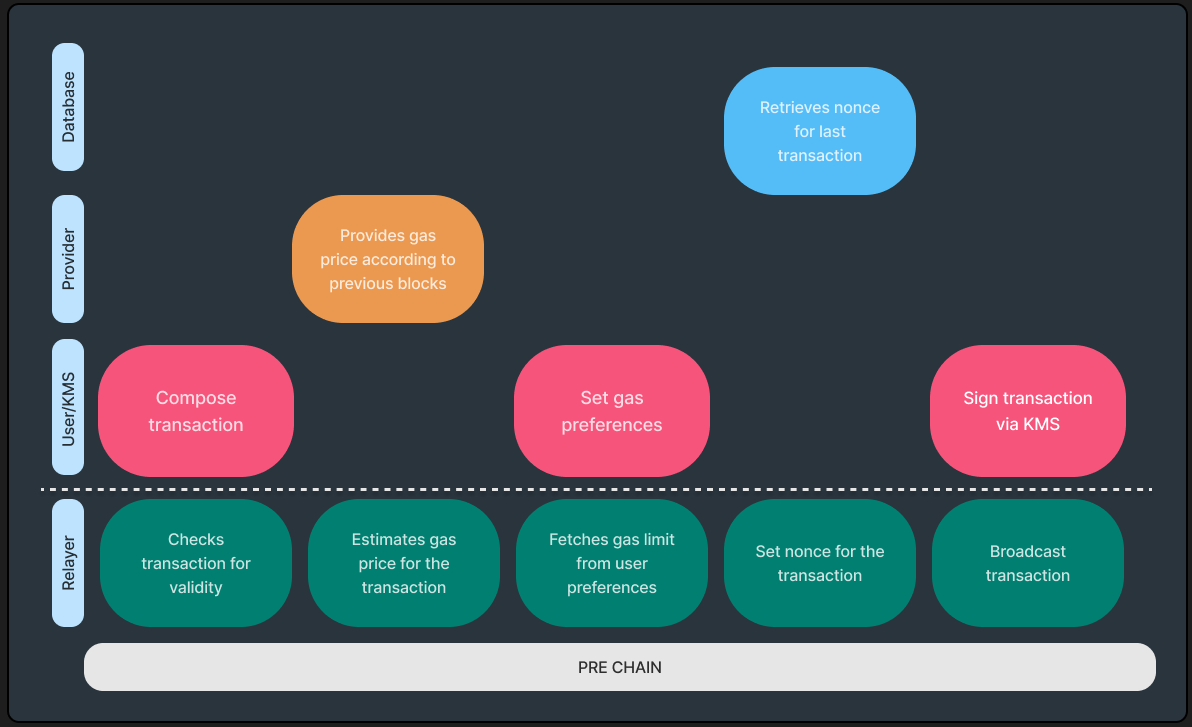 Database
Retrieves nonce
for last
transaction
Provider
Provides gas
price according to
previous blocks
User/KMS
Compose
transaction
Set gas
preferences
Sign transaction
via KMS
Relayer
Checks
transaction for
validity
Estimates gas
price for the
transaction
Fetches gas limit
from user
preferences
Set nonce for the
transaction
Broadcast
transaction
PRE CHAIN